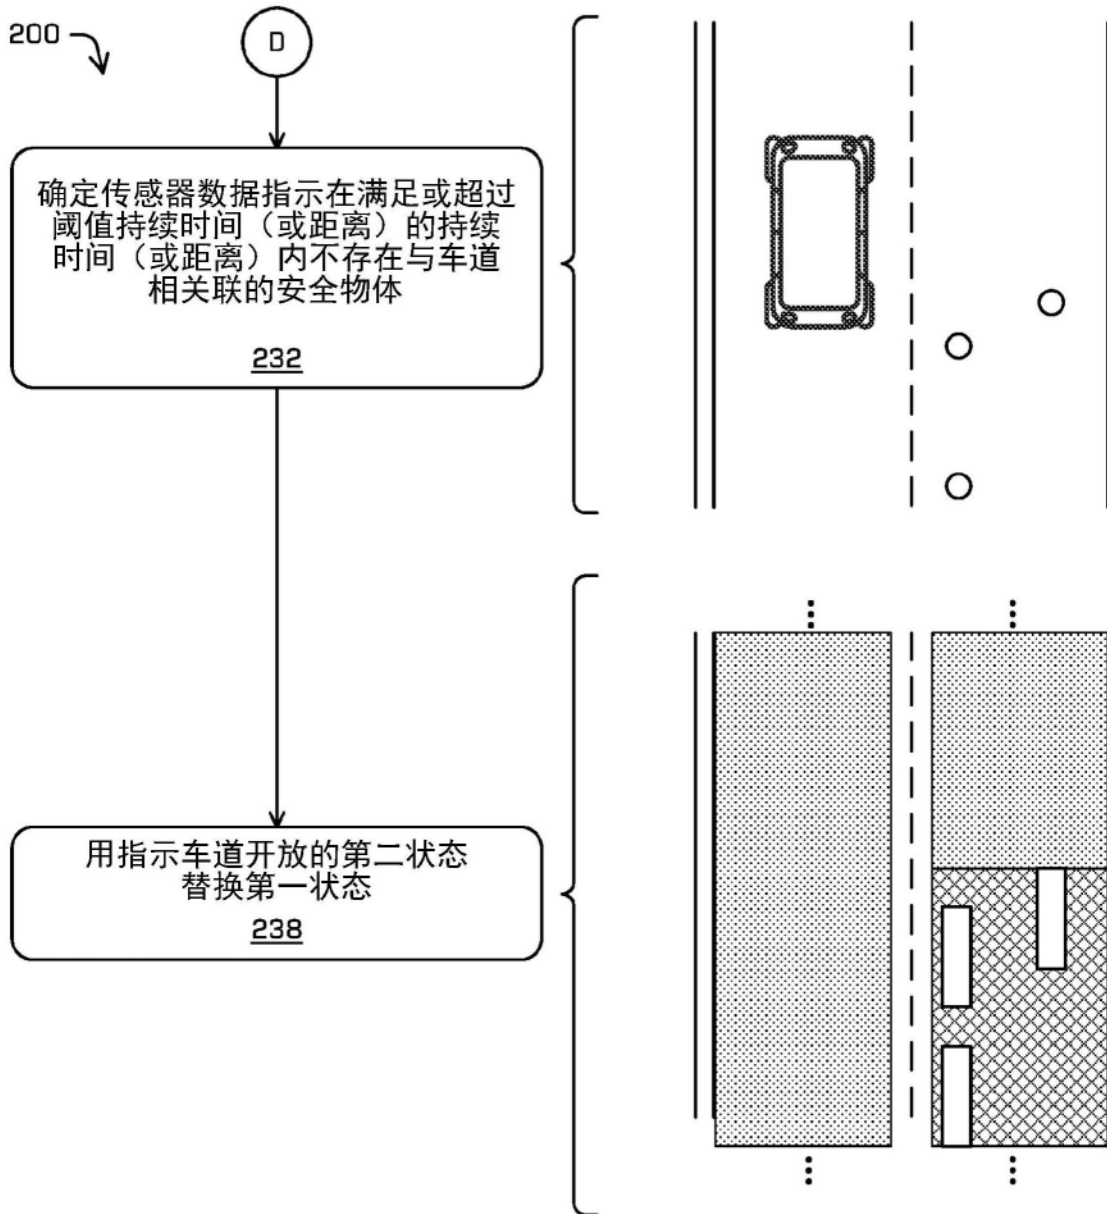 200
D
确定传感器数据指示在满足或超过
阈值持续时间（或距离）的持续
时间（或距离）内不存在与车道
相关联的安全物体
232
用指示车道开放的第二状态
替换第一状态
238